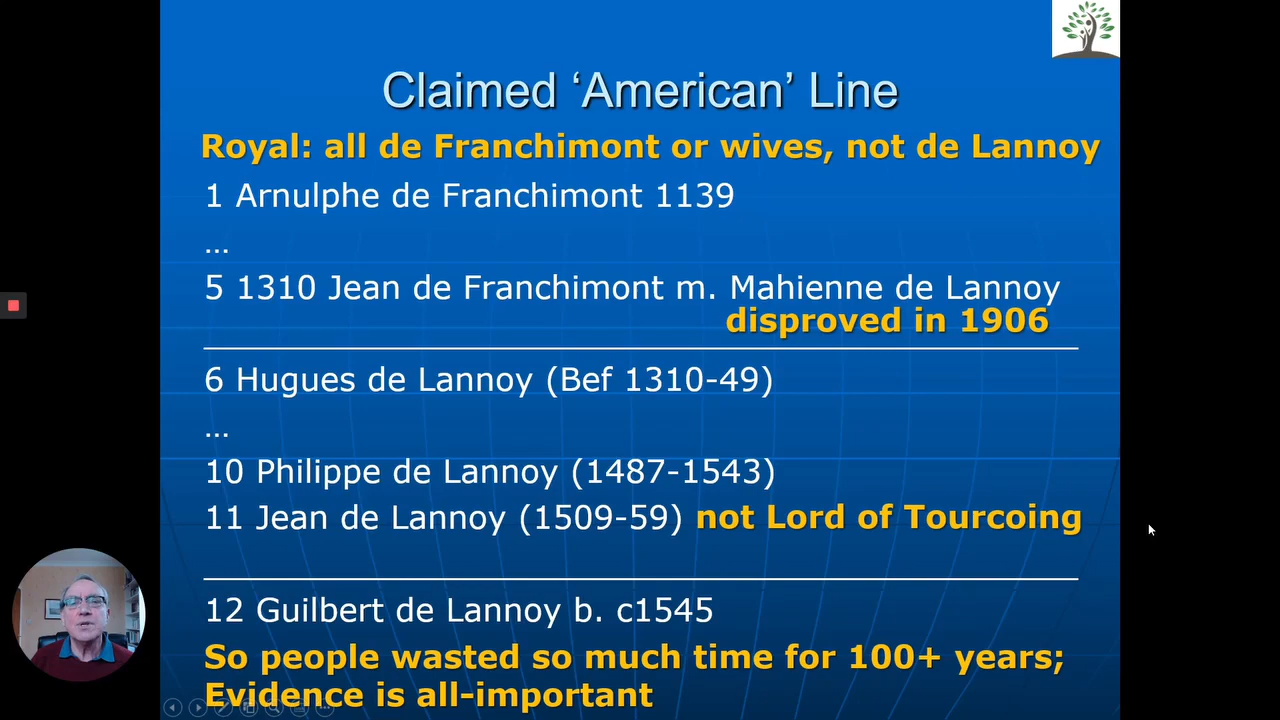 Claimed ‘American’ Line
Royal: all de Franchimont or wives, not de Lannoy
1 Arnulphe de Franchimont 1139
...
5 1310 Jean de Franchimont m. Mahienne de Lannoy
disproved in 1906
6 Hugues de Lannoy (Bef 1310-49)
...
10 Philippe de Lannoy (1487-1543)
11 Jean de Lannoy (1509-59) not Lord of Tourcoing
12 Guilbert de Lannoy b. c1545
So people wasted so much time for 100+ years;
Evidence is all-important